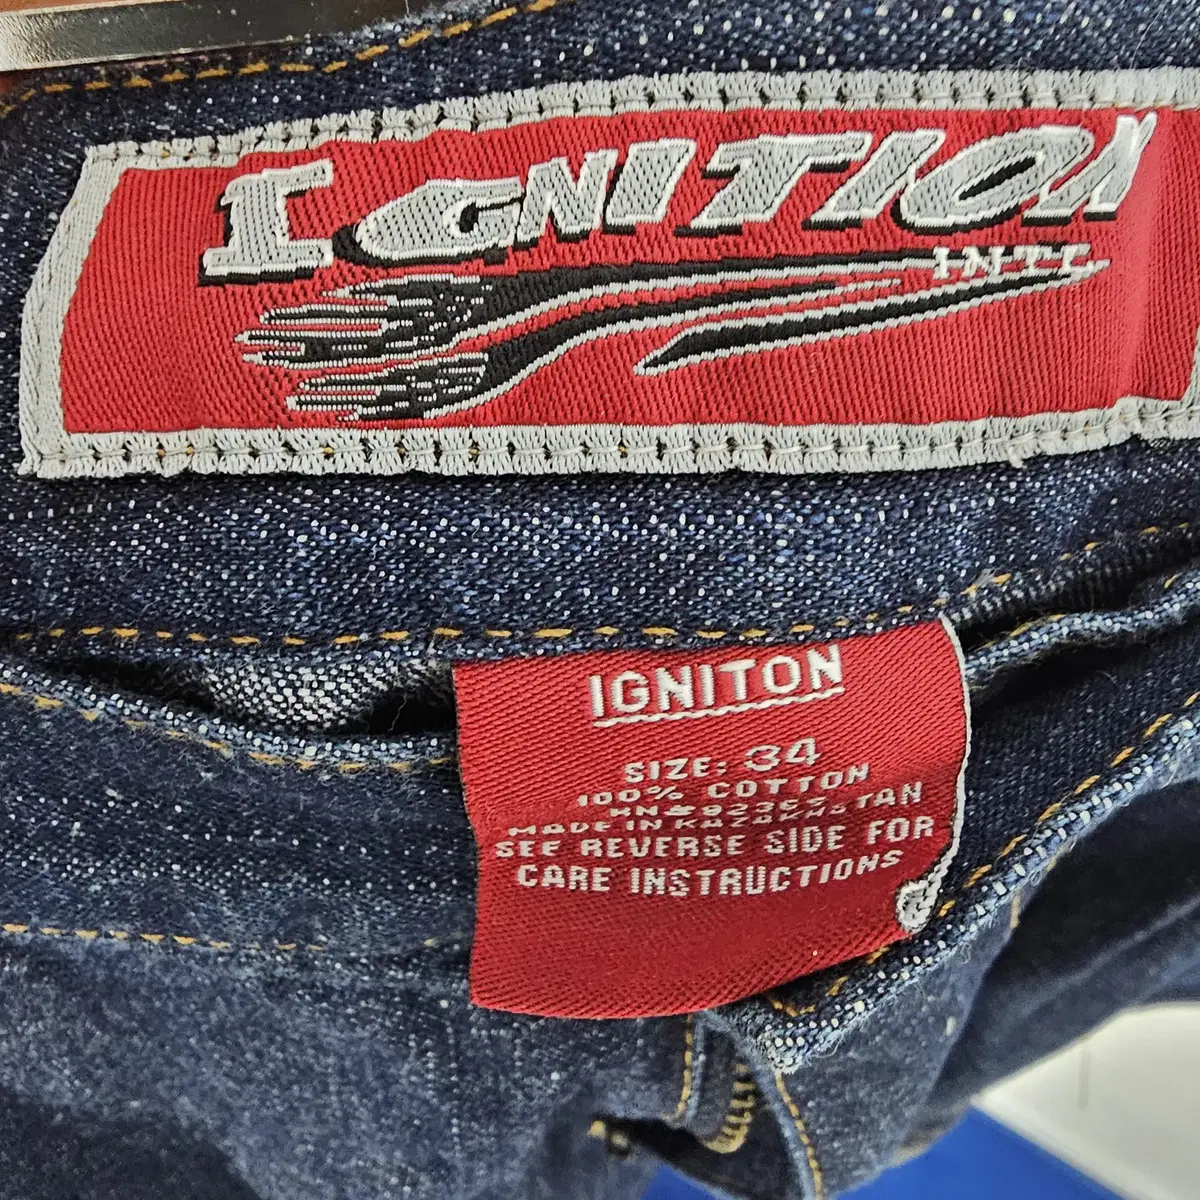 IGNITION
INTL
IGNITON
SIZE: 34
100% COTTON
MADE IN KAZAKHSTAN
SEE REVERSE SIDE FOR
CARE INSTRUCTIONS